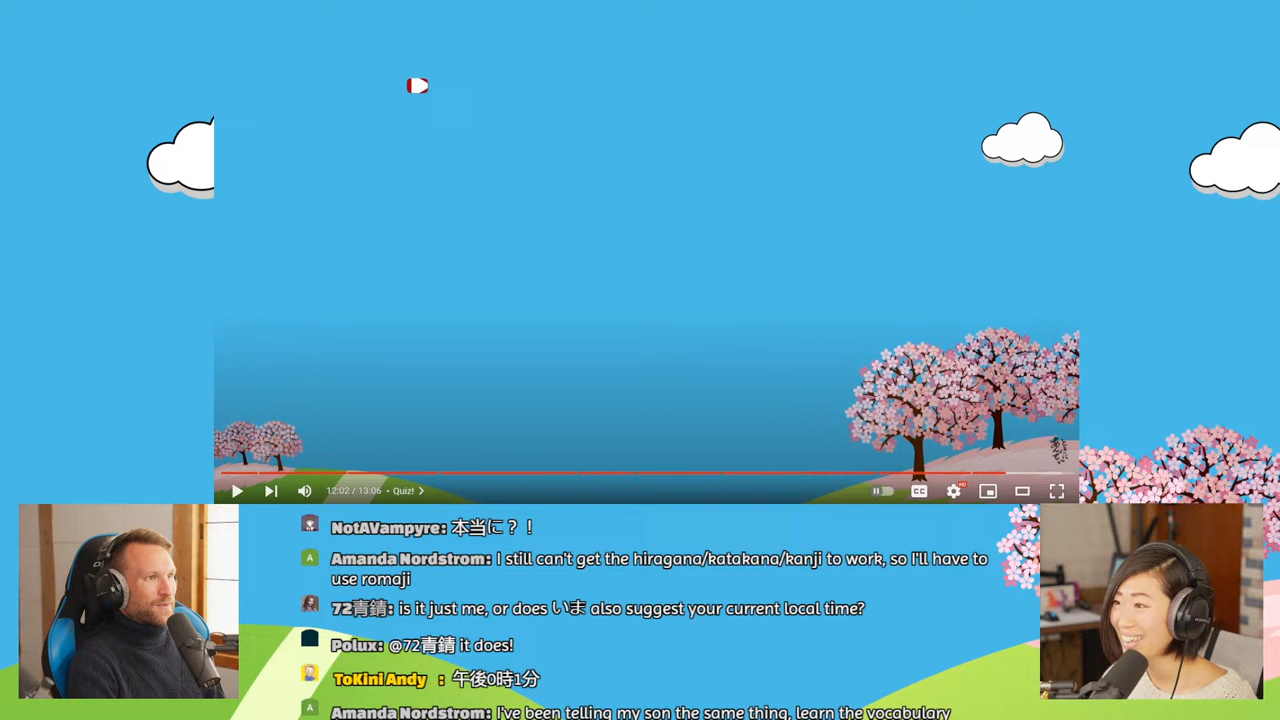 12:02 / 13:06 • Quiz!
CC
HD
NotAVampyre: 本当に？！
A Amanda Nordstrom: I still can't get the hiragana/katakana/kanji to work, so I'll have to
use romaji
72青錆: is it just me, or does いま also suggest your current local time?
Polux: @72青錆 it does!
ToKini Andy : 午後0時1分
A Amanda Nordstrom: I've been telling my son the same thing, learn the vocabulary